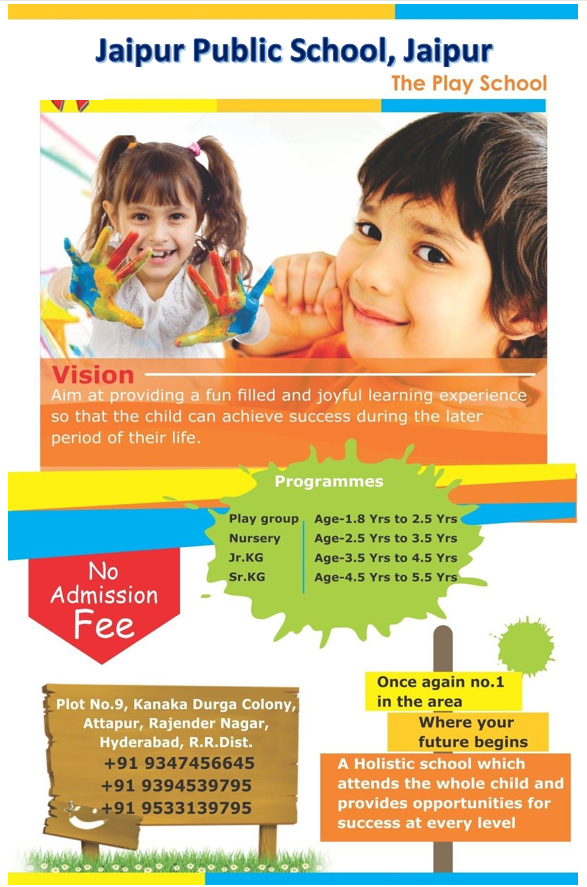 Jaipur Public School, Jaipur
The Play School
Vision
Aim at providing a fun filled and joyful learning experience
so that the child can achieve success during the later
period of their life.
Programmes
Play group Age-1.8 Yrs to 2.5 Yrs
Nursery Age-2.5 Yrs to 3.5 Yrs
Jr.KG Age-3.5 Yrs to 4.5 Yrs
Sr.KG Age-4.5 Yrs to 5.5 Yrs
No
Admission
Fee
Plot No.9, Kanaka Durga Colony,
Attapur, Rajender Nagar,
Hyderabad, R.R.Dist.
+91 9347456645
+91 9394539795
+91 9533139795
Once again no.1
in the area
Where your
future begins
A Holistic school which
attends the whole child and
provides opportunities for
success at every level